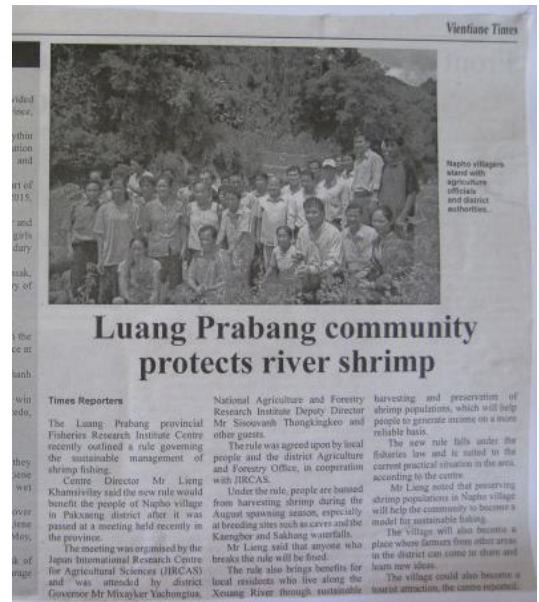 Vientiane Times
Napho villagers
stand with
agriculture
officials
and district
authorities.
Luang Prabang community
protects river shrimp
Times Reporters
The Luang Prabang provincial
Fisheries Research Institute Centre
recently outlined a rule governing
the sustainable management of
shrimp fishing.
Centre Director Mr Lieng
Khamsivilay said the new rule would
benefit the people of Napho village
in Pakxaeng district after it was
passed at a meeting held recently in
the province.
The meeting was organised by the
Japan International Research Centre
for Agricultural Sciences (JIRCAS)
and was attended by district
Governor Mr Mixayker Yachongtua,
National Agriculture and Forestry
Research Institute Deputy Director
Mr Sisouvanh Thongkingkeo and
other guests.
The rule was agreed upon by local
people and the district Agriculture
and Forestry Office, in cooperation
with JIRCAS.
Under the rule, people are banned
from harvesting shrimp during the
August spawning season, especially
at breeding sites such as caves and the
Kaengber and Sakhang waterfalls.
Mr Lieng said that anyone who
breaks the rule will be fined.
The rule also brings benefits for
local residents who live along the
Xeuang River through sustainable
harvesting and preservation of
shrimp populations, which will help
people to generate income on a more
reliable basis.
The new rule falls under the
fisheries law and is suited to the
current practical situation in the area,
according to the centre.
Mr Lieng noted that preserving
shrimp populations in Napho village
will help the community to become a
model for sustainable fishing.
The village will also become a
place where farmers from other areas
in the district can come to share and
learn new ideas.
The village could also become a
tourist attraction, the centre reported.